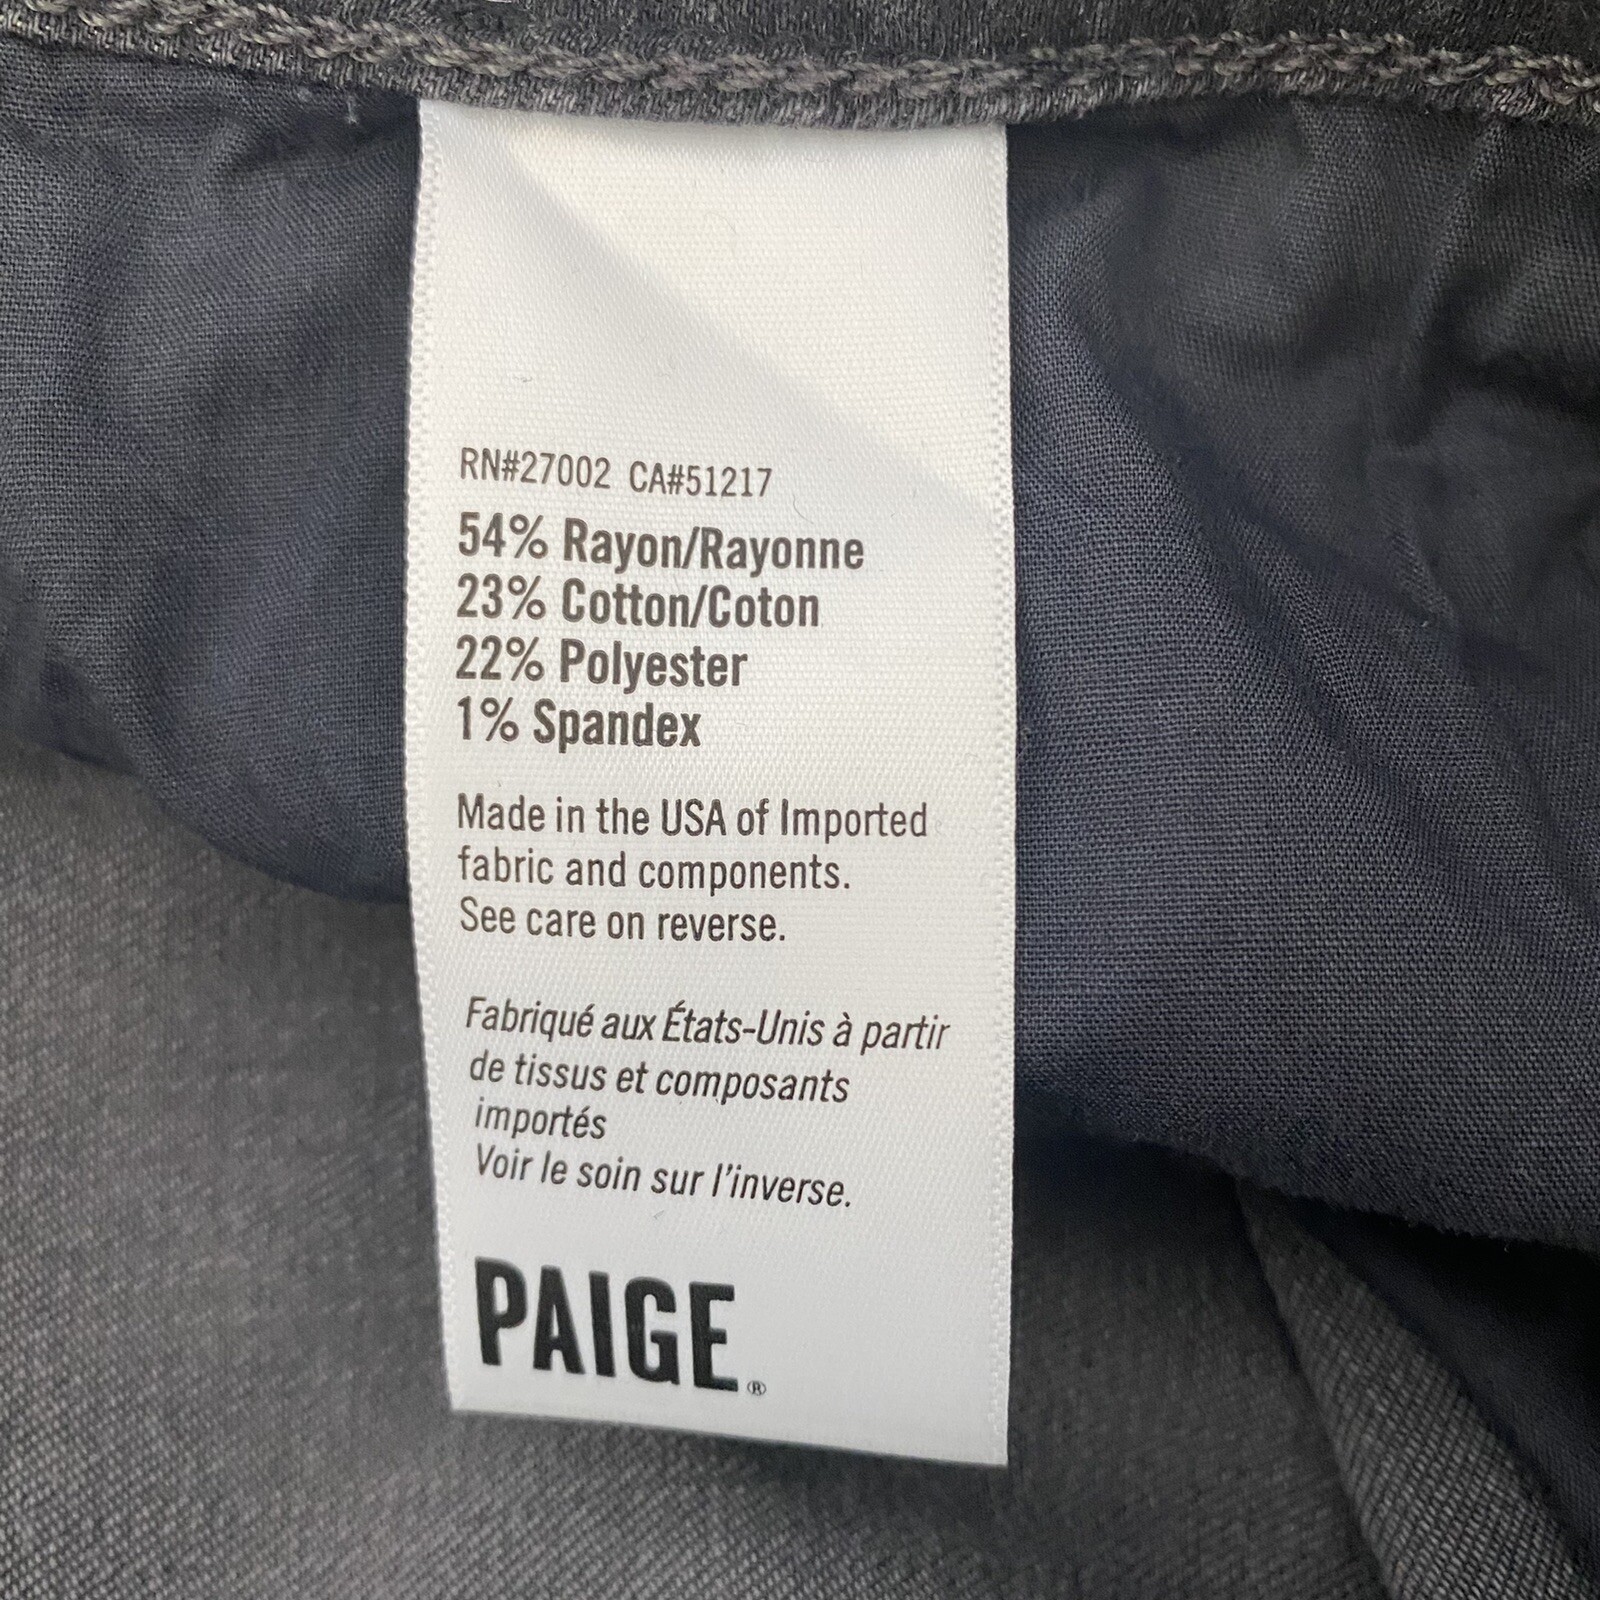 RN#27002 CA#51217
54% Rayon/Rayonne
23% Cotton/Coton
22% Polyester
1% Spandex
Made in the USA of Imported
fabric and components.
See care on reverse.
Fabriqué aux États-Unis à partir
de tissus et composants
importés
Voir le soin sur l'inverse.
PAIGE®